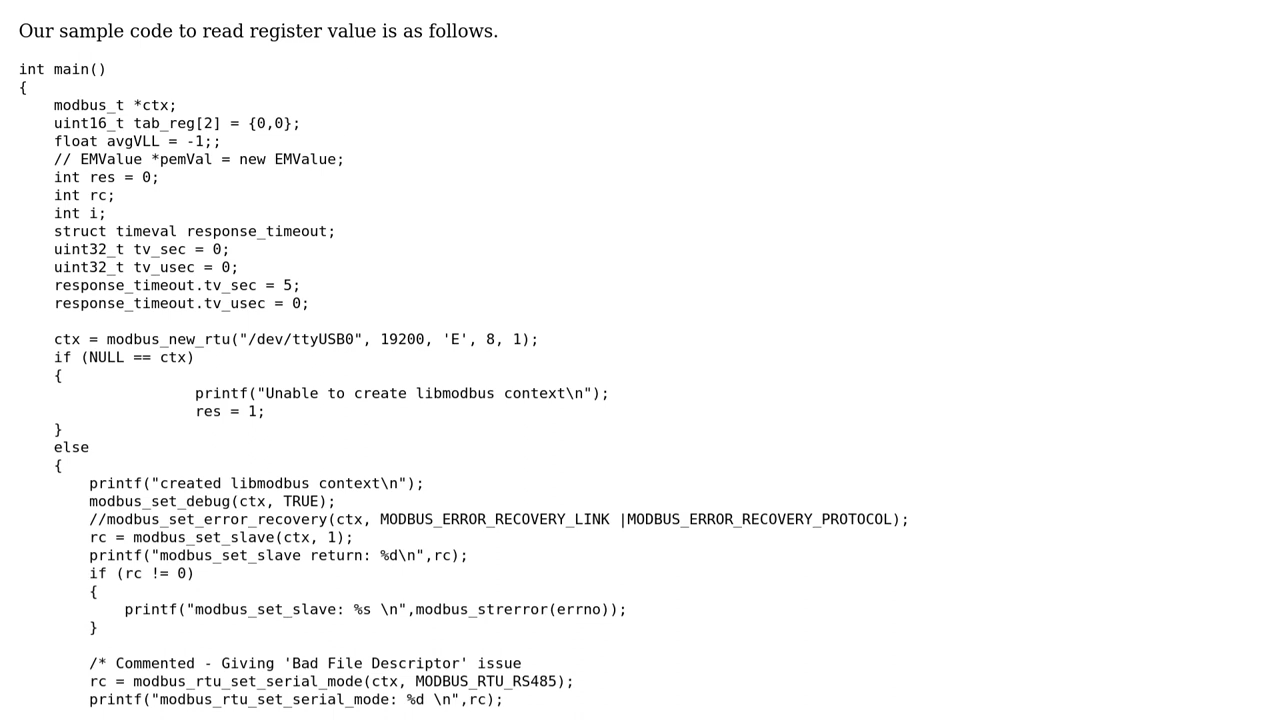 Our sample code to read register value is as follows.
int main()
{
    modbus_t *ctx;
    uint16_t tab_reg[2] = {0,0};
    float avgVLL = -1;;
    // EMValue *pemVal = new EMValue;
    int res = 0;
    int rc;
    int i;
    struct timeval response_timeout;
    uint32_t tv_sec = 0;
    uint32_t tv_usec = 0;
    response_timeout.tv_sec = 5;
    response_timeout.tv_usec = 0;

    ctx = modbus_new_rtu("/dev/ttyUSB0", 19200, 'E', 8, 1);
    if (NULL == ctx)
    {
                    printf("Unable to create libmodbus context\n");
                    res = 1;
    }
    else
    {
        printf("created libmodbus context\n");
        modbus_set_debug(ctx, TRUE);
        //modbus_set_error_recovery(ctx, MODBUS_ERROR_RECOVERY_LINK |MODBUS_ERROR_RECOVERY_PROTOCOL);
        rc = modbus_set_slave(ctx, 1);
        printf("modbus_set_slave return: %d\n",rc);
        if (rc != 0)
        {
            printf("modbus_set_slave: %s \n",modbus_strerror(errno));
        }

        /* Commented - Giving 'Bad File Descriptor' issue
        rc = modbus_rtu_set_serial_mode(ctx, MODBUS_RTU_RS485);
        printf("modbus_rtu_set_serial_mode: %d \n",rc);